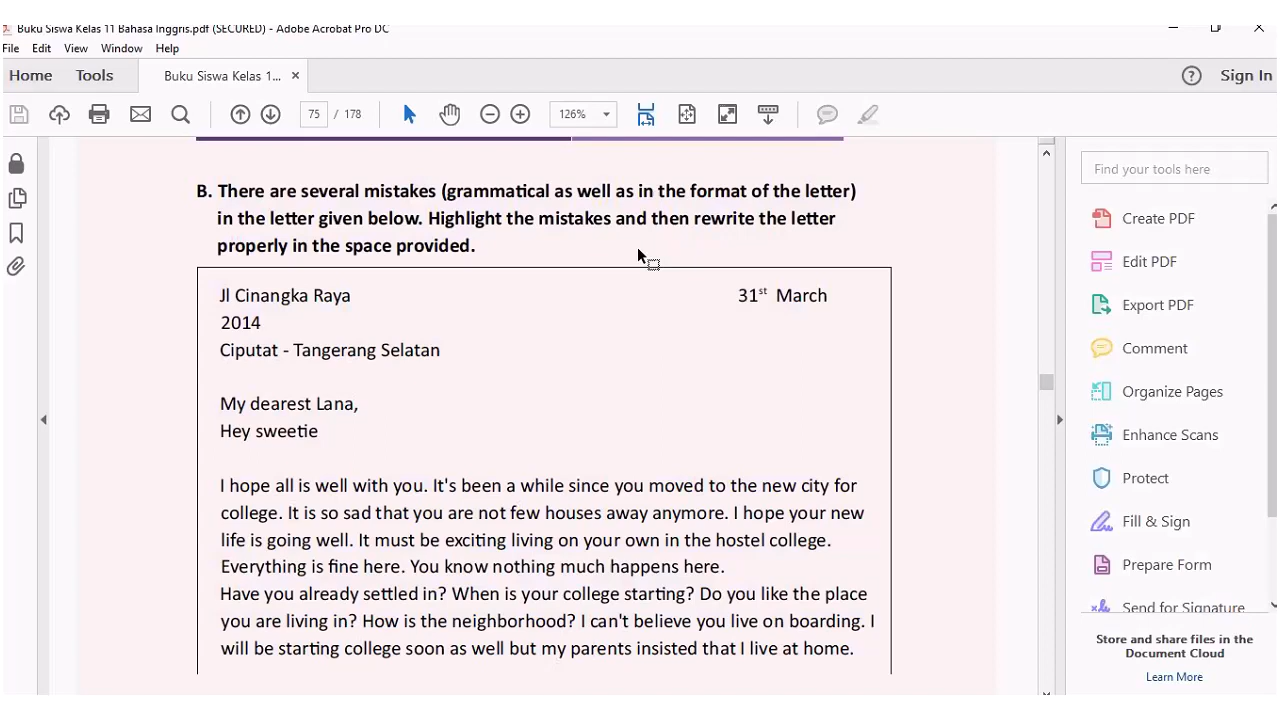 Buku Siswa Kelas 11 Bahasa Inggris.pdf (SECURED) - Adobe Acrobat Pro DC
File Edit View Window Help
Home Tools Buku Siswa Kelas 1... × Sign In
75 / 178 126%
Find your tools here
B. There are several mistakes (grammatical as well as in the format of the letter)
in the letter given below. Highlight the mistakes and then rewrite the letter
properly in the space provided.
Jl Cinangka Raya 31st March
2014
Ciputat - Tangerang Selatan
My dearest Lana,
Hey sweetie
I hope all is well with you. It's been a while since you moved to the new city for
college. It is so sad that you are not few houses away anymore. I hope your new
life is going well. It must be exciting living on your own in the hostel college.
Everything is fine here. You know nothing much happens here.
Have you already settled in? When is your college starting? Do you like the place
you are living in? How is the neighborhood? I can't believe you live on boarding. I
will be starting college soon as well but my parents insisted that I live at home.
Create PDF
Edit PDF
Export PDF
Comment
Organize Pages
Enhance Scans
Protect
Fill & Sign
Prepare Form
Send for Signature
Store and share files in the
Document Cloud
Learn More